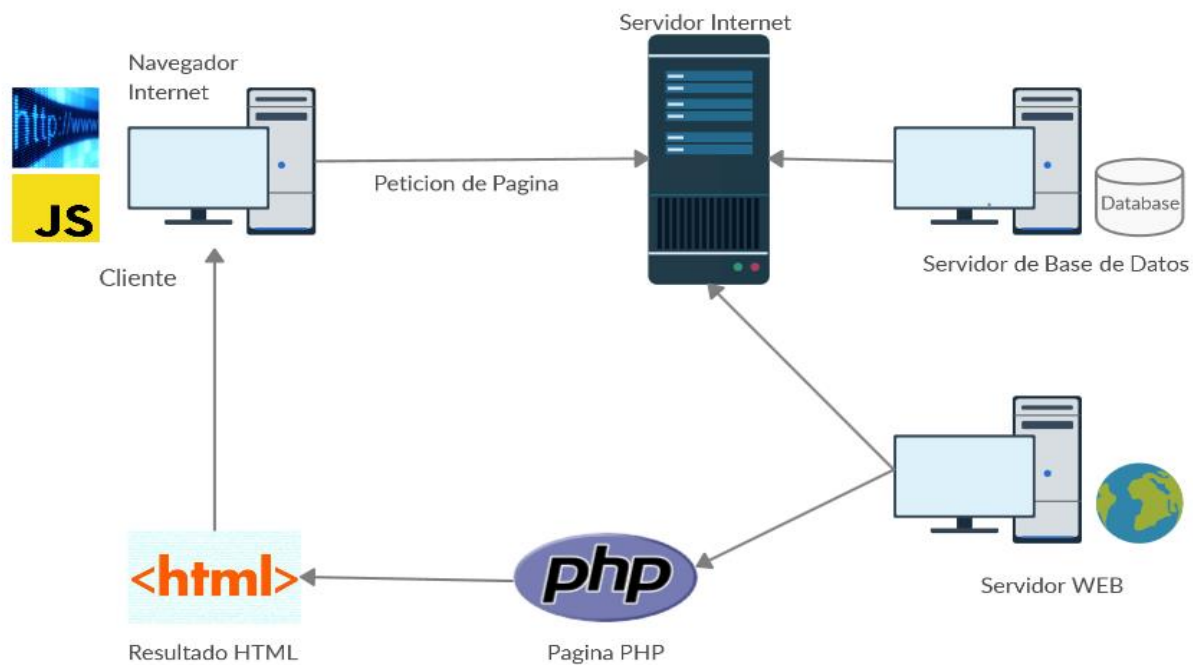 Servidor Internet
Navegador
Internet
http://www
JS
Peticion de Pagina
Database
Cliente
Servidor de Base de Datos
<html>
php
Servidor WEB
Resultado HTML
Pagina PHP